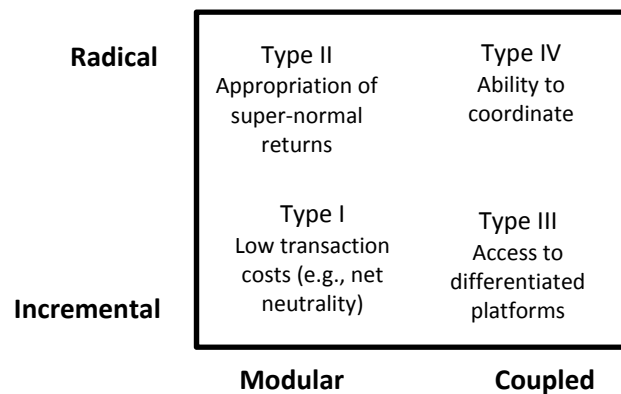 Radical
Type II
Appropriation of
super-normal
returns
Type IV
Ability to
coordinate
Type I
Low transaction
costs (e.g., net
neutrality)
Type III
Access to
differentiated
platforms
Incremental
Modular
Coupled